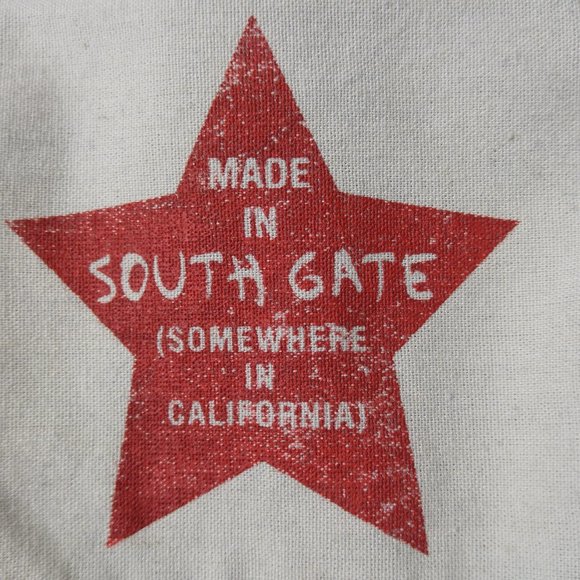 MADE
IN
SOUTH GATE
(SOMEWHERE
IN
CALIFORNIA)